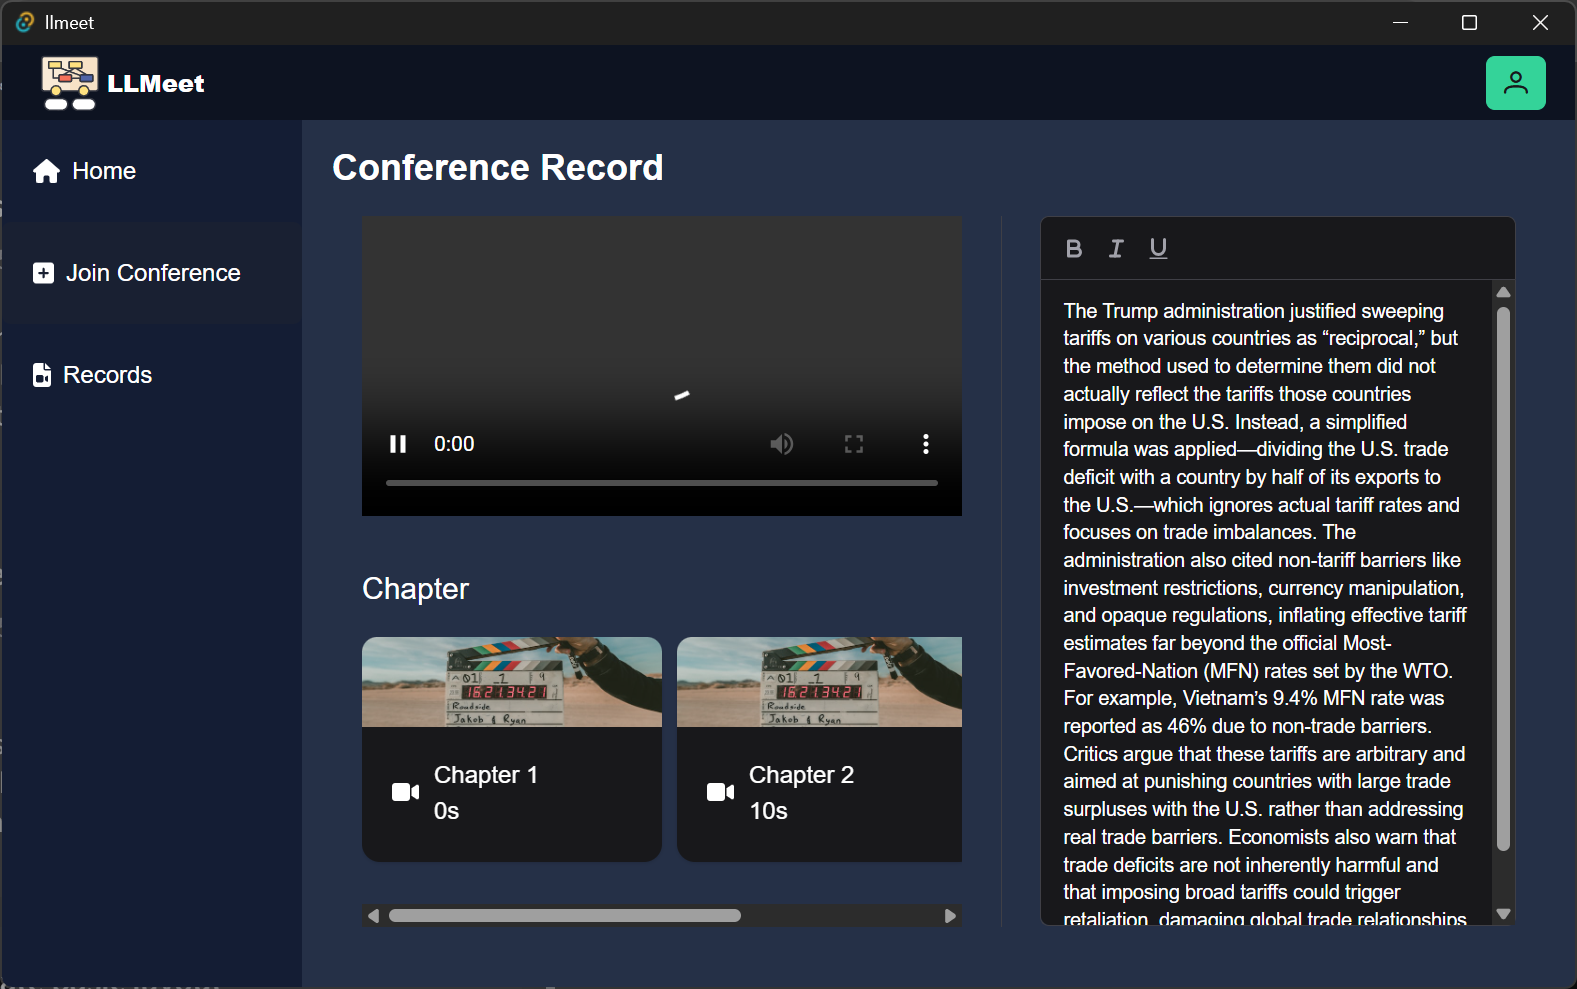 llmeet
LLMeet
Home
Join Conference
Records
Conference Record
0:00
Chapter
16:21:34:21
Roadside
Jakob & Ryan
Chapter 1
0s
16:21:34:21
Roadside
Jakob & Ryan
Chapter 2
10s
B I U
The Trump administration justified sweeping
tariffs on various countries as “reciprocal,” but
the method used to determine them did not
actually reflect the tariffs those countries
impose on the U.S. Instead, a simplified
formula was applied—dividing the U.S. trade
deficit with a country by half of its exports to
the U.S.—which ignores actual tariff rates and
focuses on trade imbalances. The
administration also cited non-tariff barriers like
investment restrictions, currency manipulation,
and opaque regulations, inflating effective tariff
estimates far beyond the official Most-
Favored-Nation (MFN) rates set by the WTO.
For example, Vietnam’s 9.4% MFN rate was
reported as 46% due to non-trade barriers.
Critics argue that these tariffs are arbitrary and
aimed at punishing countries with large trade
surpluses with the U.S. rather than addressing
real trade barriers. Economists also warn that
trade deficits are not inherently harmful and
that imposing broad tariffs could trigger
retaliation, damaging global trade relationships